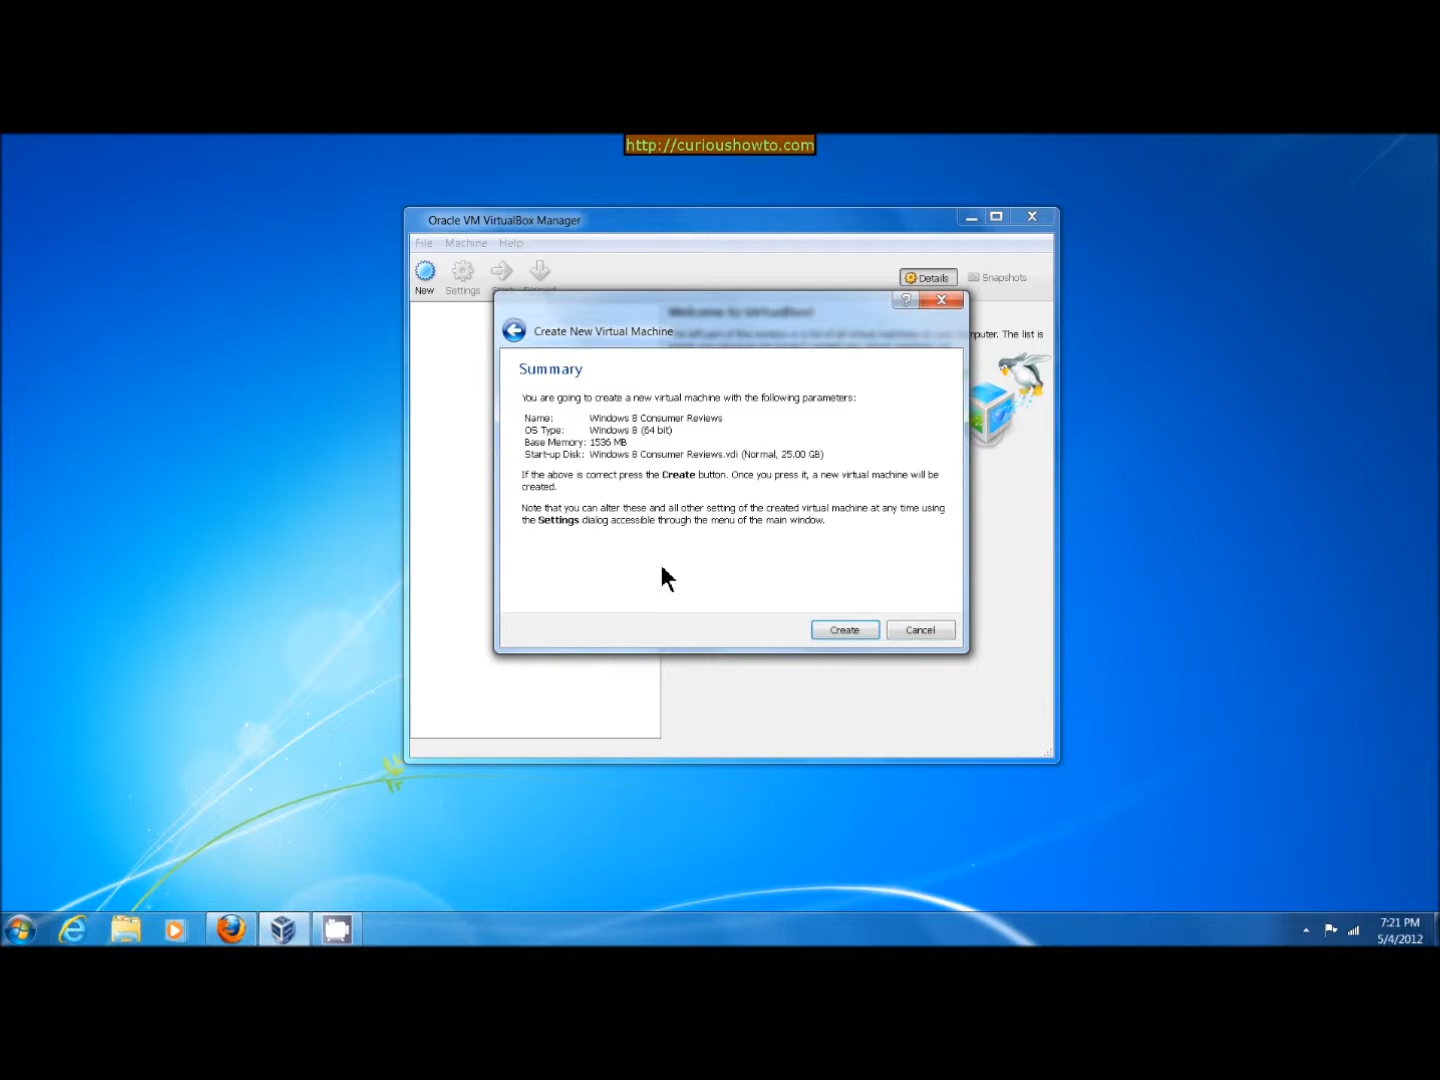 http://curioushowto.com
Oracle VM VirtualBox Manager
File Machine Help
Details Snapshots
New Settings
Welcome to VirtualBox!
Create New Virtual Machine
computer. The list is
Summary
You are going to create a new virtual machine with the following parameters:
Name: Windows 8 Consumer Reviews
OS Type: Windows 8 (64 bit)
Base Memory: 1536 MB
Start-up Disk: Windows 8 Consumer Reviews.vdi (Normal, 25.00 GB)
If the above is correct press the Create button. Once you press it, a new virtual machine will be
created.
Note that you can alter these and all other setting of the created virtual machine at any time using
the Settings dialog accessible through the menu of the main window.
Create Cancel
7:21 PM
5/4/2012